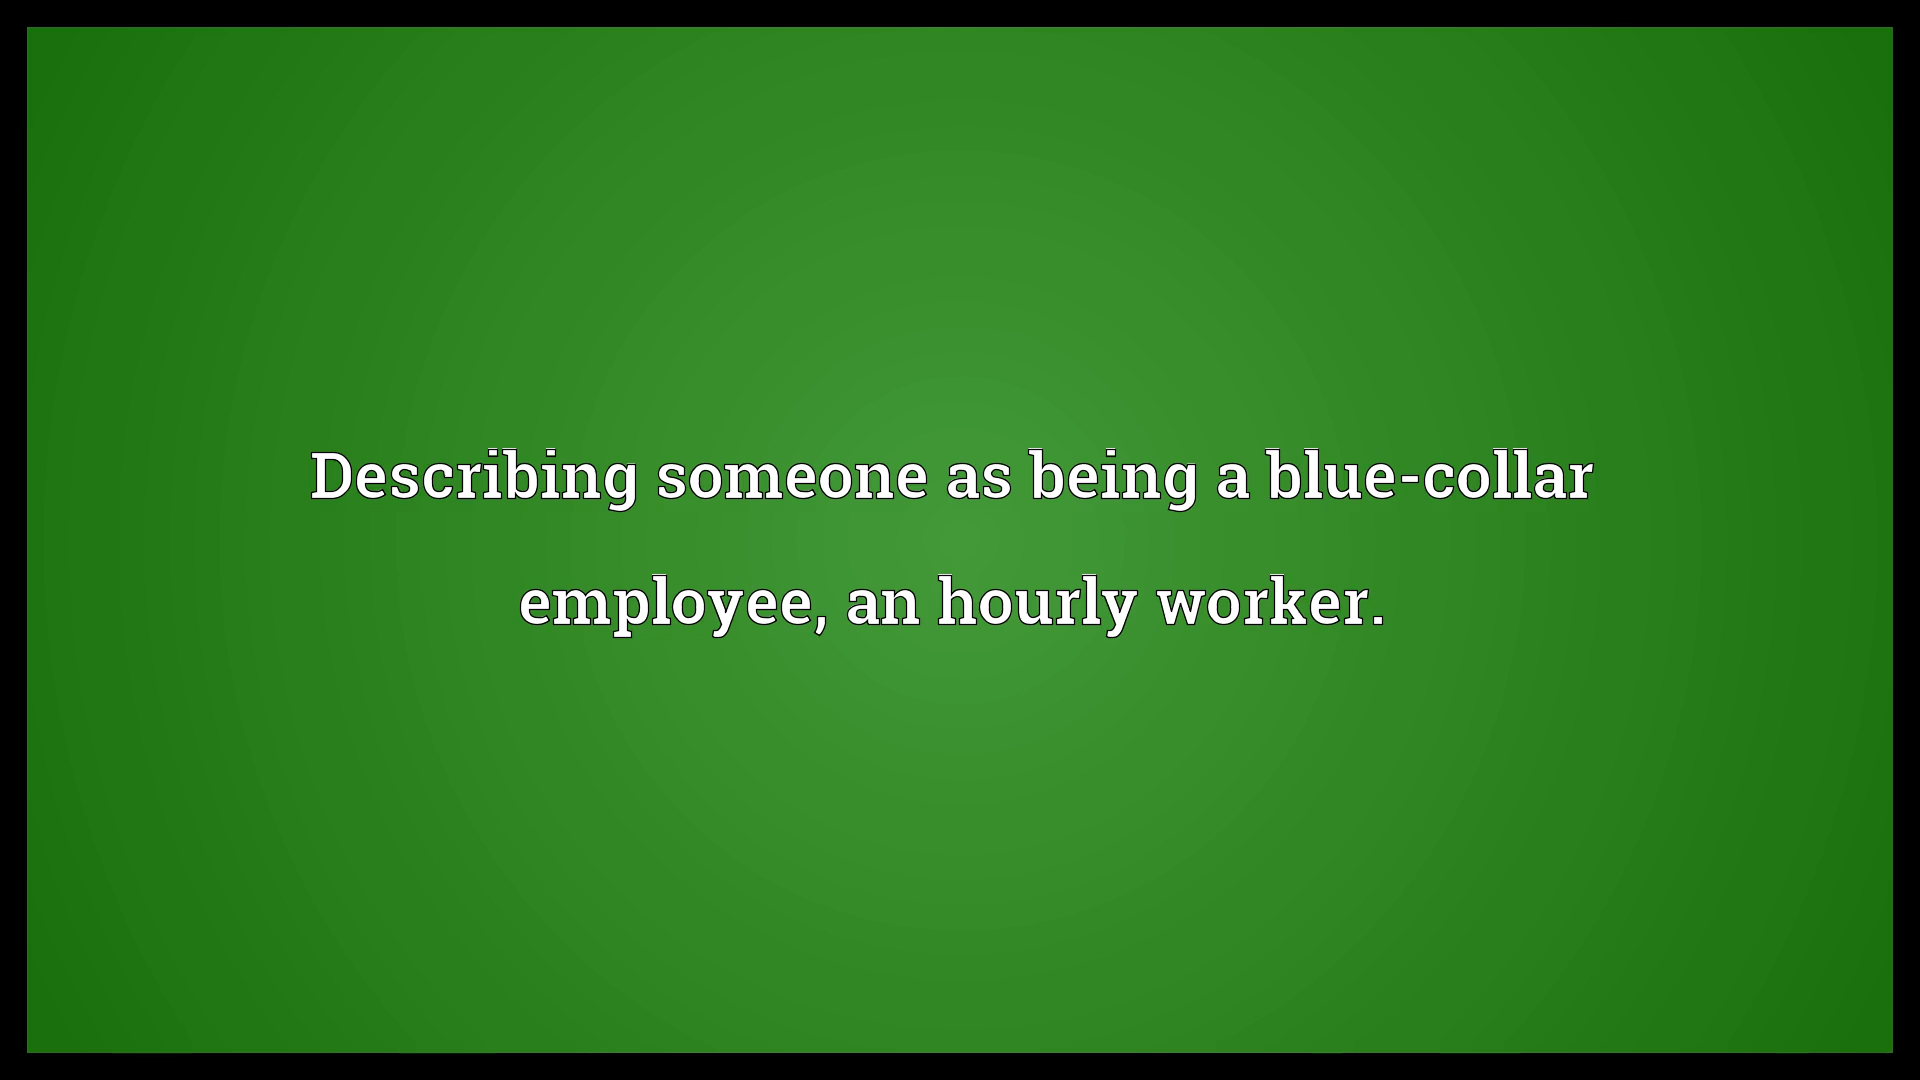 Describing someone as being a blue-collar
employee, an hourly worker.